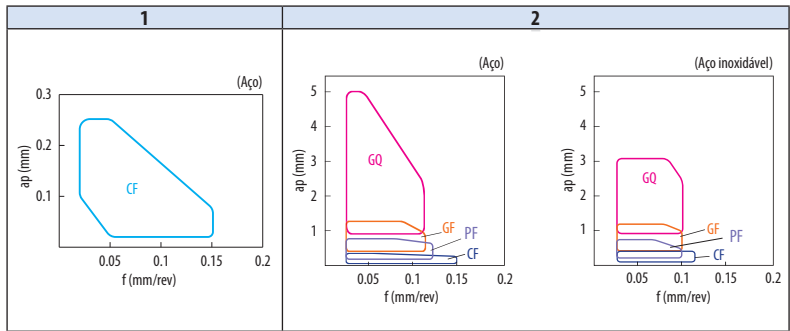 1
2
(Aço)
ap (mm)
0.3
0.2
0.1
CF
0.05
0.1
0.15
0.2
f (mm/rev)
(Aço)
ap (mm)
5
4
3
2
1
GQ
GF
PF
CF
0.05
0.1
0.15
0.2
f (mm/rev)
(Aço inoxidável)
ap (mm)
5
4
3
2
1
GQ
GF
PF
CF
0.05
0.1
0.15
0.2
f (mm/rev)